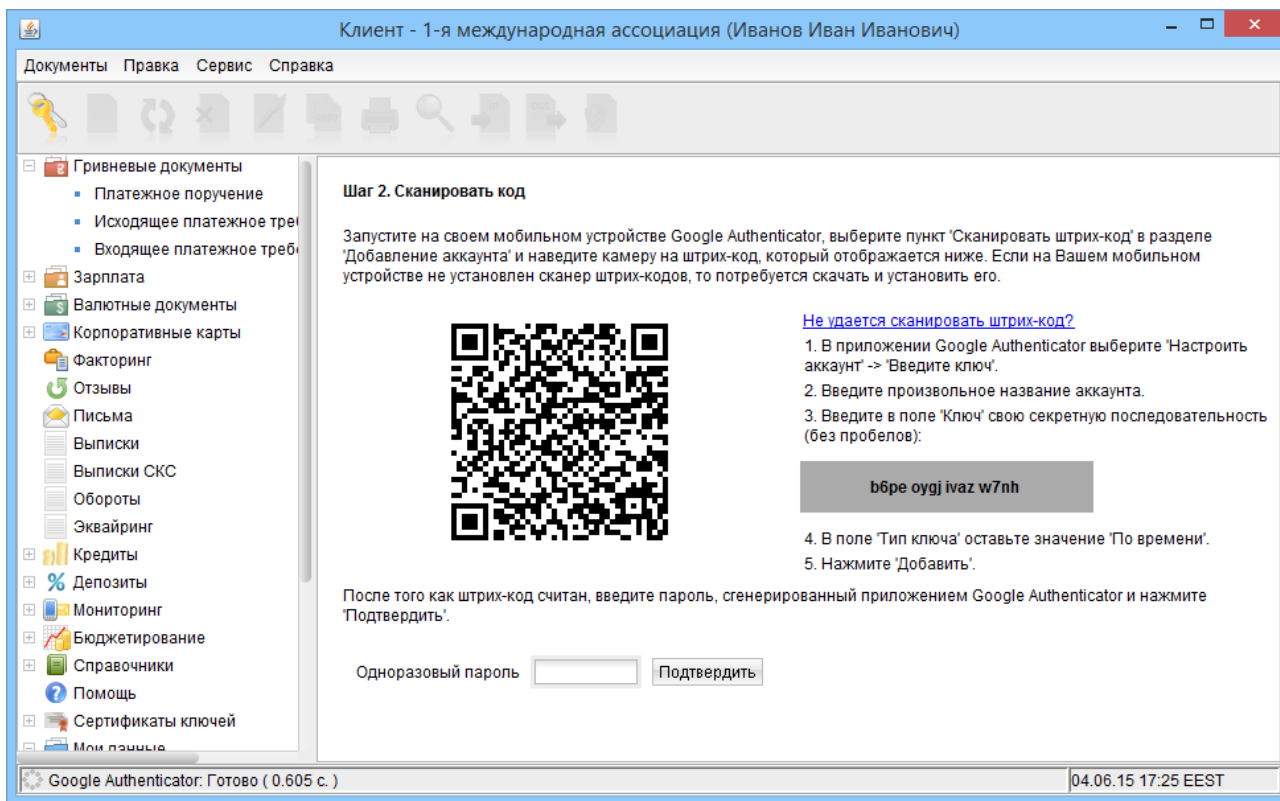 Клиент - 1-я международная ассоциация (Иванов Иван Иванович)
Документы Правка Сервис Справка
Гривневые документы
Платежное поручение
Исходящее платежное
Входящее платежное
Зарплата
Валютные документы
Корпоративные карты
Факторинг
Отзывы
Письма
Выписки
Выписки СКС
Обороты
Эквайринг
Кредиты
Депозиты
Мониторинг
Бюджетирование
Справочники
Помощь
Сертификаты ключей
Мои данные
Шаг 2. Сканировать код
Запустите на своем мобильном устройстве Google Authenticator, выберите пункт 'Сканировать штрих-код' в разделе
'Добавление аккаунта' и наведите камеру на штрих-код, который отображается ниже. Если на Вашем мобильном
устройстве не установлен сканер штрих-кодов, то потребуется скачать и установить его.
Не удается сканировать штрих-код?
1. В приложении Google Authenticator выберите 'Настроить
аккаунт' -> 'Введите ключ'.
2. Введите произвольное название аккаунта.
3. Введите в поле 'Ключ' свою секретную последовательность
(без пробелов):
b6pe oygj ivaz w7nh
4. В поле 'Тип ключа' оставьте значение 'По времени'.
5. Нажмите 'Добавить'.
После того как штрих-код считан, введите пароль, сгенерированный приложением Google Authenticator и нажмите
'Подтвердить'.
Одноразовый пароль Подтвердить
Google Authenticator: Готово ( 0.605 с. )
04.06.15 17:25 EEST